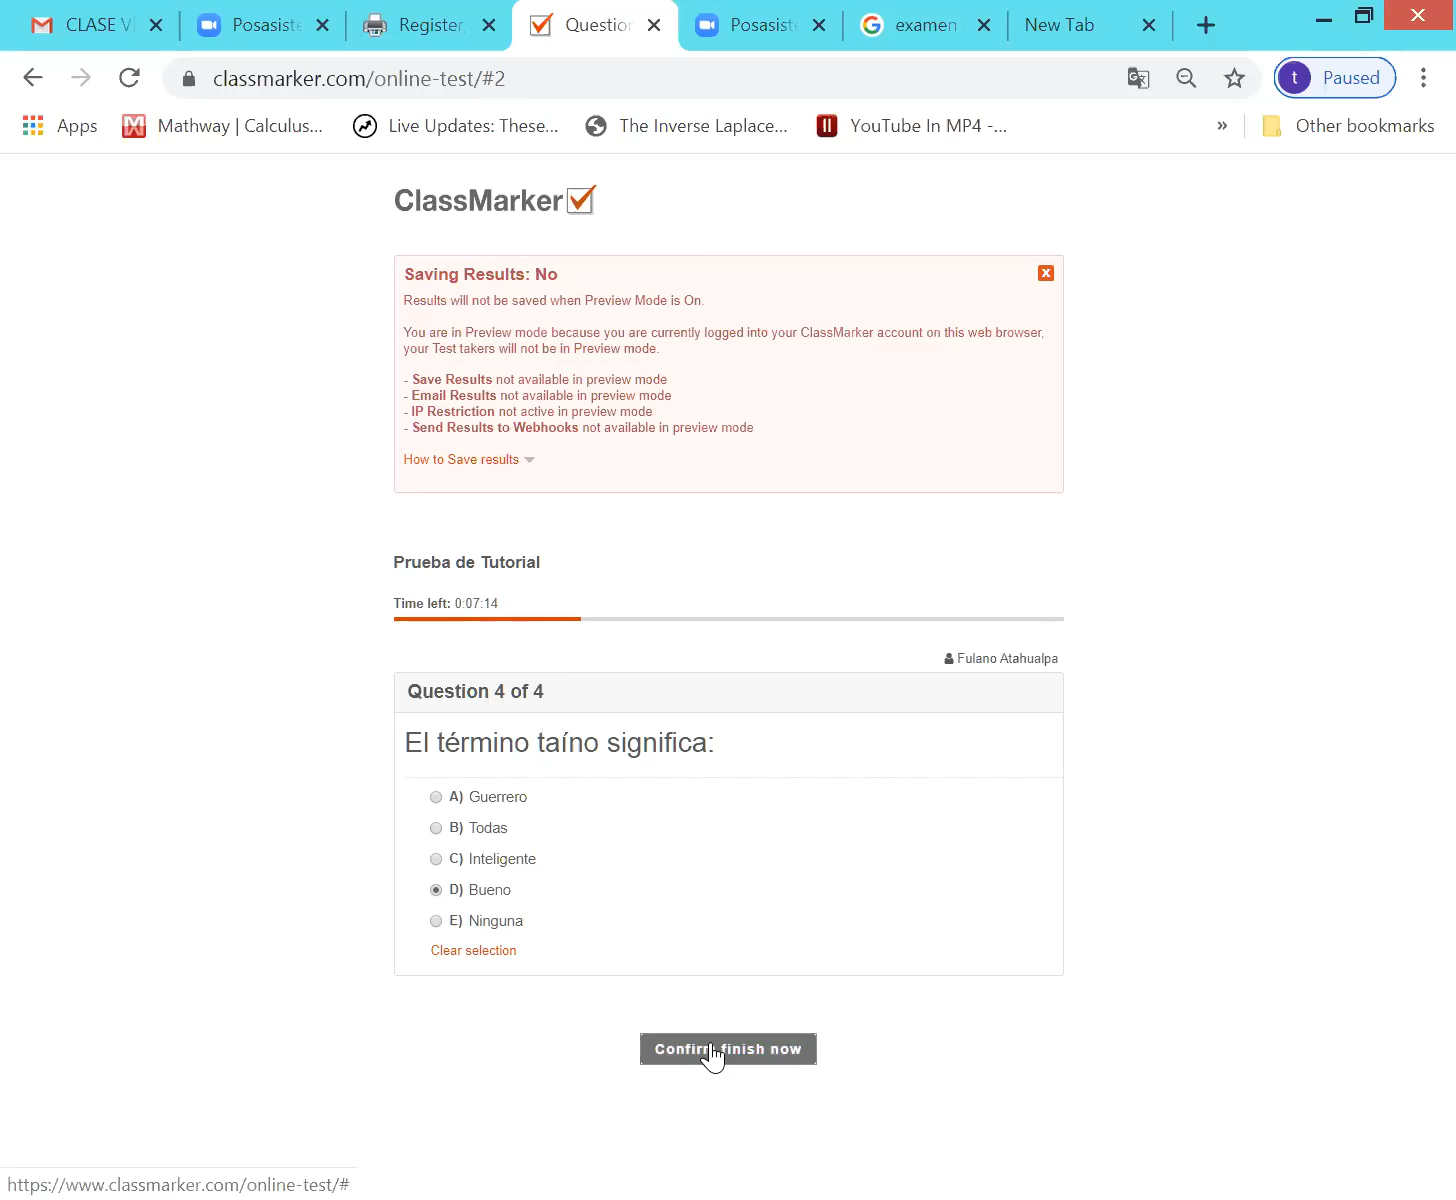 CLASE VI
Posasiste
Register,
Question
Posasiste
examen
New Tab
classmarker.com/online-test/#2
t
Paused
Apps
Mathway | Calculus...
Live Updates: These...
The Inverse Laplace...
YouTube In MP4 -...
»
Other bookmarks
ClassMarker
Saving Results: No
Results will not be saved when Preview Mode is On.
You are in Preview mode because you are currently logged into your ClassMarker account on this web browser,
your Test takers will not be in Preview mode.
- Save Results not available in preview mode
- Email Results not available in preview mode
- IP Restriction not active in preview mode
- Send Results to Webhooks not available in preview mode
How to Save results
Prueba de Tutorial
Time left: 0:07:14
Fulano Atahualpa
Question 4 of 4
El término taíno significa:
A) Guerrero
B) Todas
C) Inteligente
D) Bueno
E) Ninguna
Clear selection
Confirm finish now
https://www.classmarker.com/online-test/#